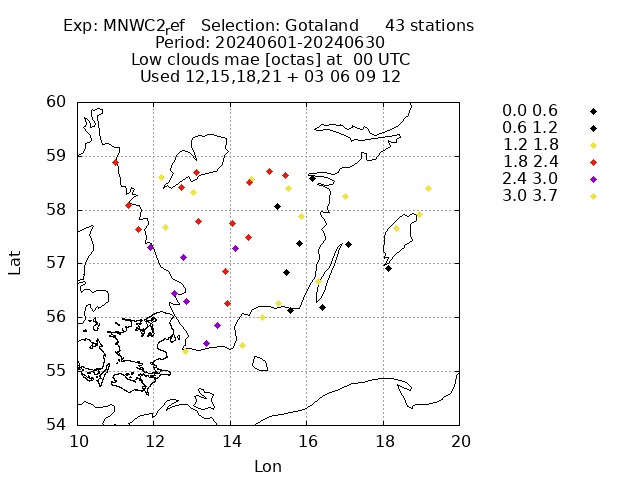 Exp: MNWC2ref Selection: Gotaland 43 stations
Period: 20240601-20240630
Low clouds mae [octas] at 00 UTC
Used 12,15,18,21 + 03 06 09 12
0.0 0.6
0.6 1.2
1.2 1.8
1.8 2.4
2.4 3.0
3.0 3.7
60
59
58
57
56
55
54
Lat
10 12 14 16 18 20
Lon